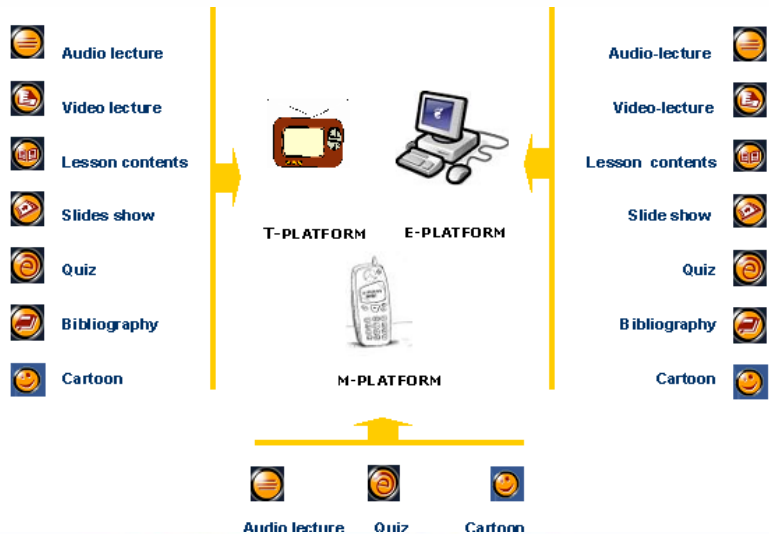 Audio lecture
Video lecture
Lesson contents
Slides show
Quiz
Bibliography
Cartoon
T-PLATFORM
E-PLATFORM
M-PLATFORM
Audio-lecture
Video-lecture
Lesson contents
Slide show
Quiz
Bibliography
Cartoon
Audio lecture
Quiz
Cartoon